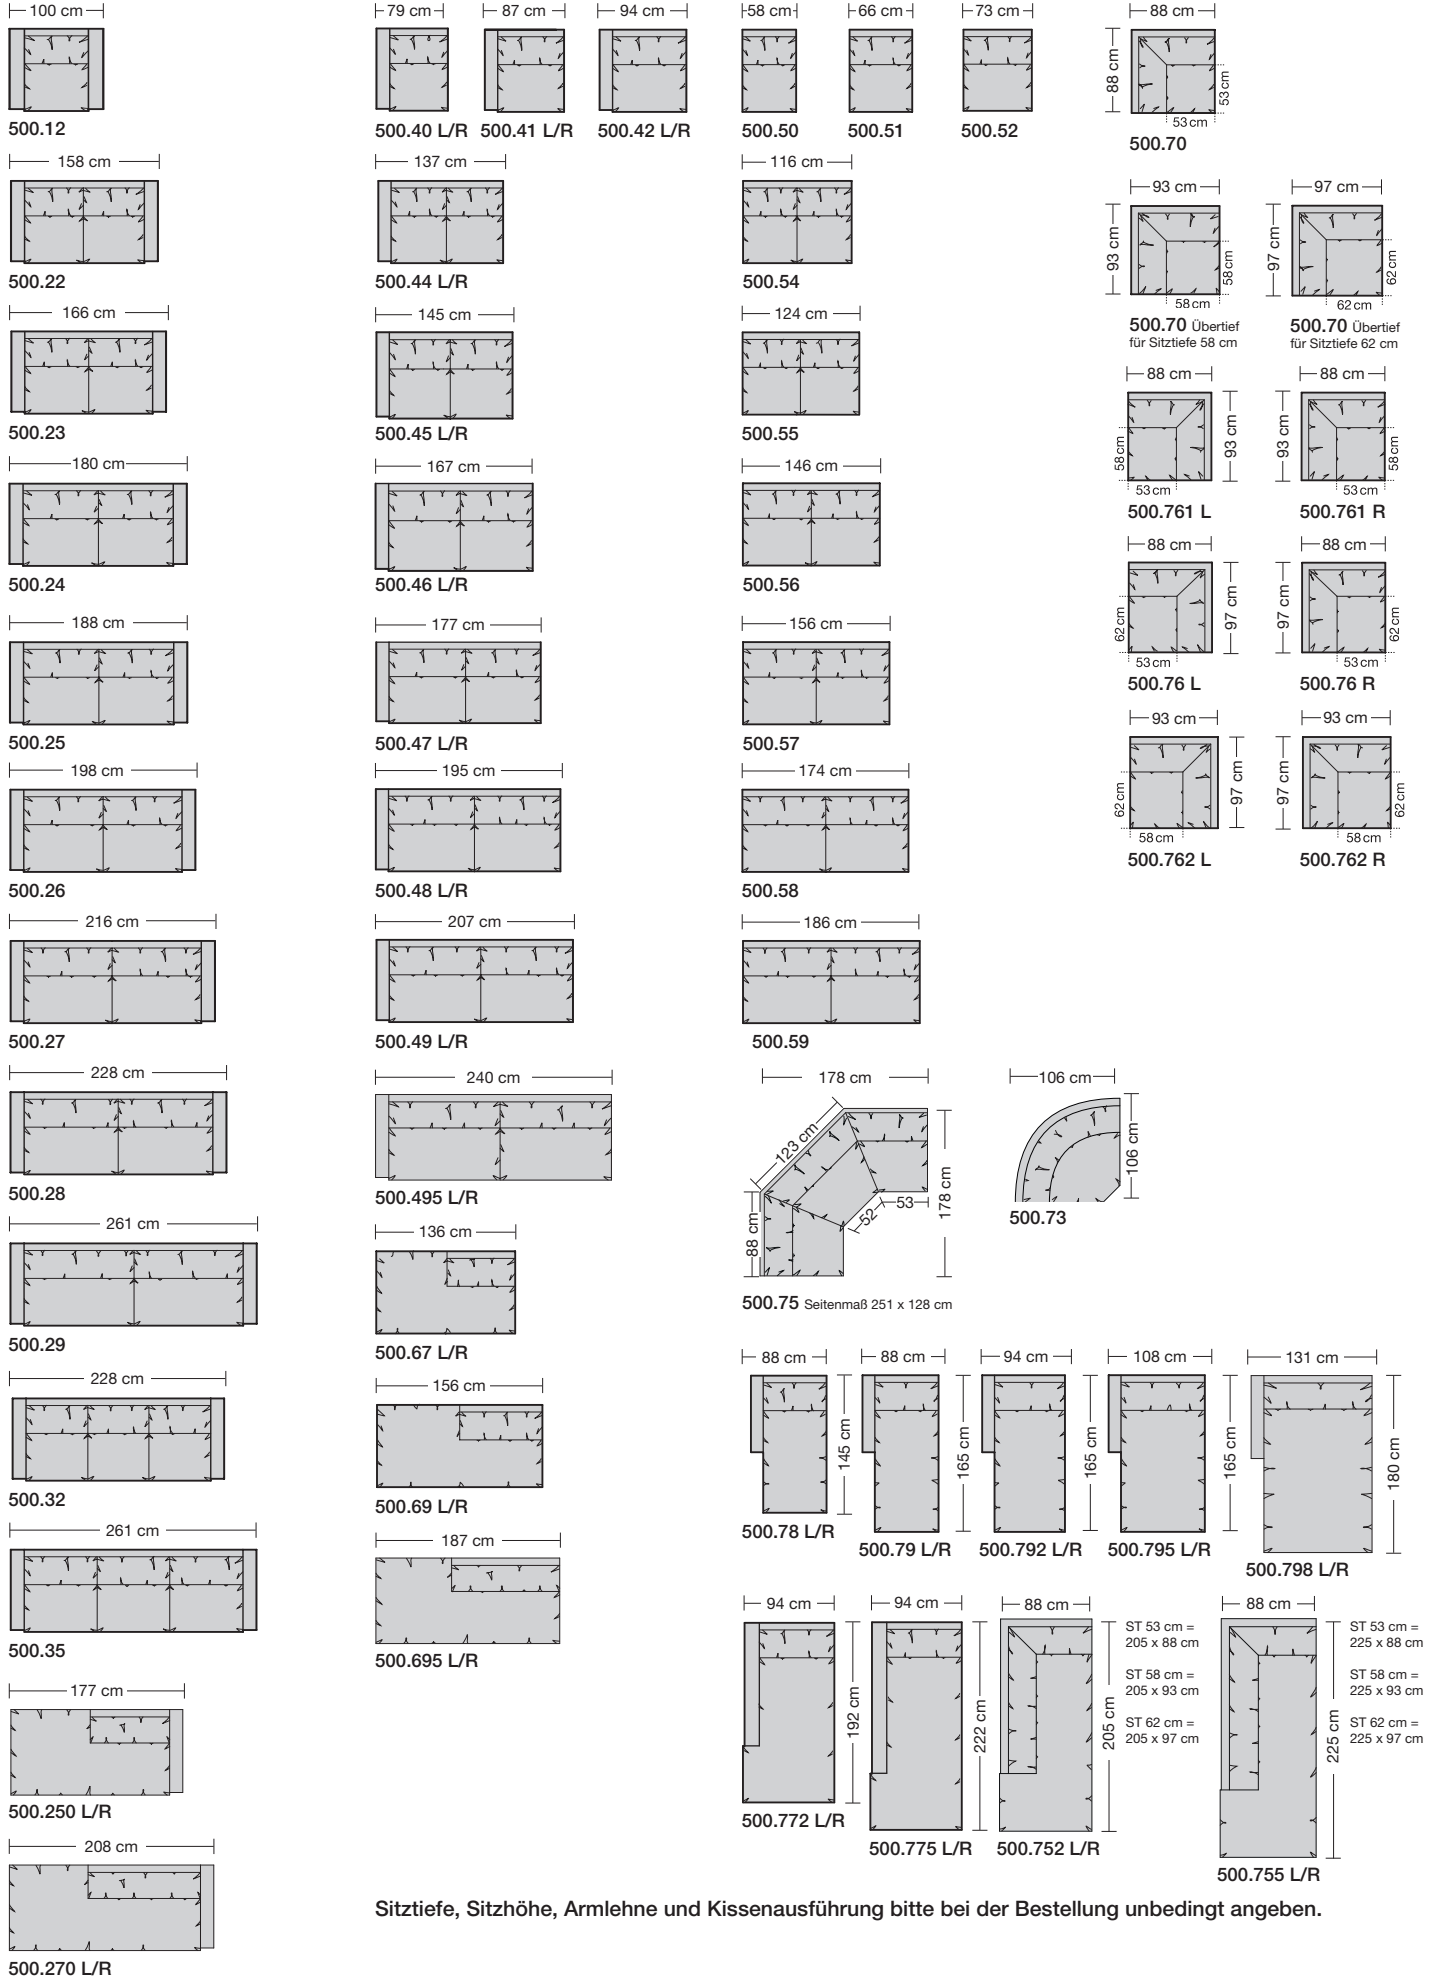 100 cm
500.12
79 cm
500.40 L/R
87 cm
500.41 L/R
94 cm
500.42 L/R
58 cm
500.50
66 cm
500.51
73 cm
500.52
88 cm
88 cm
53 cm
53 cm
500.70
158 cm
500.22
137 cm
500.44 L/R
116 cm
500.54
93 cm
93 cm
58 cm
58 cm
500.70 Übertief
für Sitztiefe 58 cm
97 cm
97 cm
62 cm
62 cm
500.70 Übertief
für Sitztiefe 62 cm
166 cm
500.23
145 cm
500.45 L/R
124 cm
500.55
88 cm
58 cm
93 cm
53 cm
500.761 L
88 cm
93 cm
58 cm
53 cm
500.761 R
180 cm
500.24
167 cm
500.46 L/R
146 cm
500.56
88 cm
62 cm
97 cm
53 cm
500.76 L
88 cm
97 cm
62 cm
53 cm
500.76 R
188 cm
500.25
177 cm
500.47 L/R
156 cm
500.57
93 cm
62 cm
97 cm
58 cm
500.762 L
93 cm
97 cm
62 cm
58 cm
500.762 R
198 cm
500.26
195 cm
500.48 L/R
174 cm
500.58
216 cm
500.27
207 cm
500.49 L/R
186 cm
500.59
228 cm
500.28
240 cm
500.495 L/R
178 cm
123 cm
88 cm
52
53
178 cm
500.75 Seitenmaß 251 x 128 cm
106 cm
106 cm
500.73
261 cm
500.29
136 cm
500.67 L/R
228 cm
500.32
156 cm
500.69 L/R
88 cm
145 cm
500.78 L/R
88 cm
165 cm
500.79 L/R
94 cm
165 cm
500.792 L/R
108 cm
165 cm
500.795 L/R
131 cm
180 cm
500.798 L/R
261 cm
500.35
187 cm
500.695 L/R
94 cm
192 cm
500.772 L/R
94 cm
222 cm
500.775 L/R
88 cm
205 cm
500.752 L/R
ST 53 cm =
205 x 88 cm
ST 58 cm =
205 x 93 cm
ST 62 cm =
205 x 97 cm
88 cm
225 cm
500.755 L/R
ST 53 cm =
225 x 88 cm
ST 58 cm =
225 x 93 cm
ST 62 cm =
225 x 97 cm
177 cm
500.250 L/R
208 cm
500.270 L/R
Sitztiefe, Sitzhöhe, Armlehne und Kissenausführung bitte bei der Bestellung unbedingt angeben.